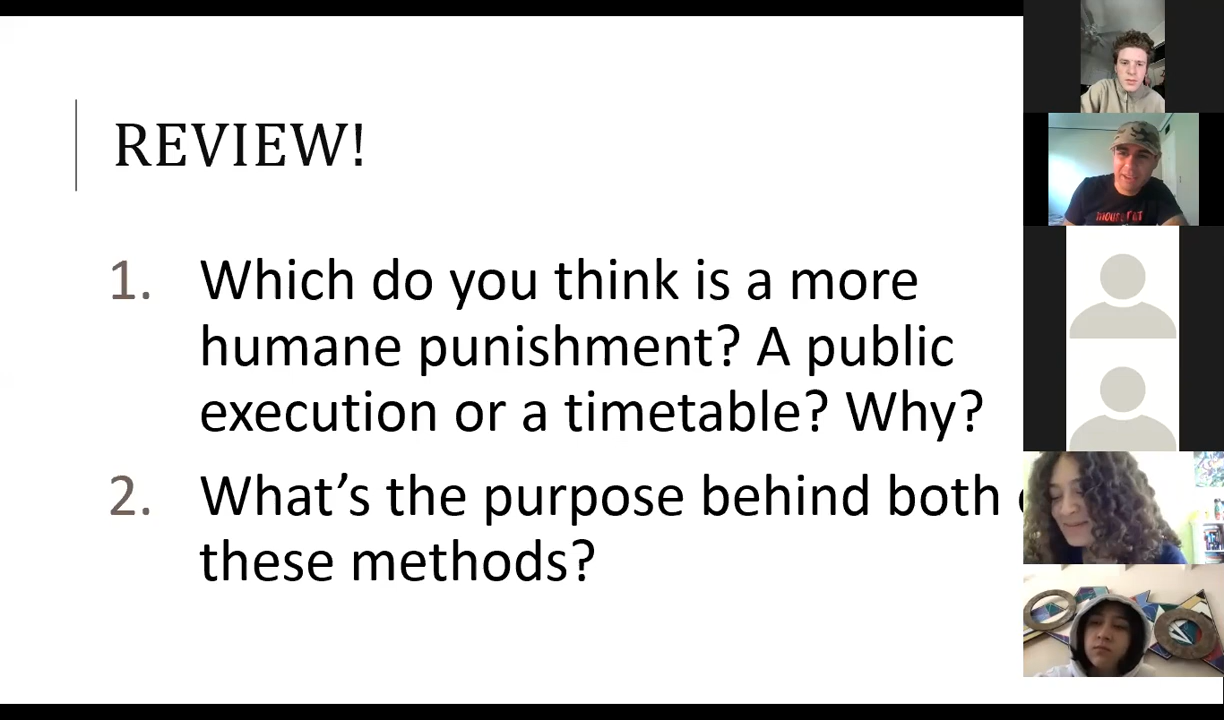 REVIEW!
1. Which do you think is a more
humane punishment? A public
execution or a timetable? Why?
2. What's the purpose behind both
these methods?